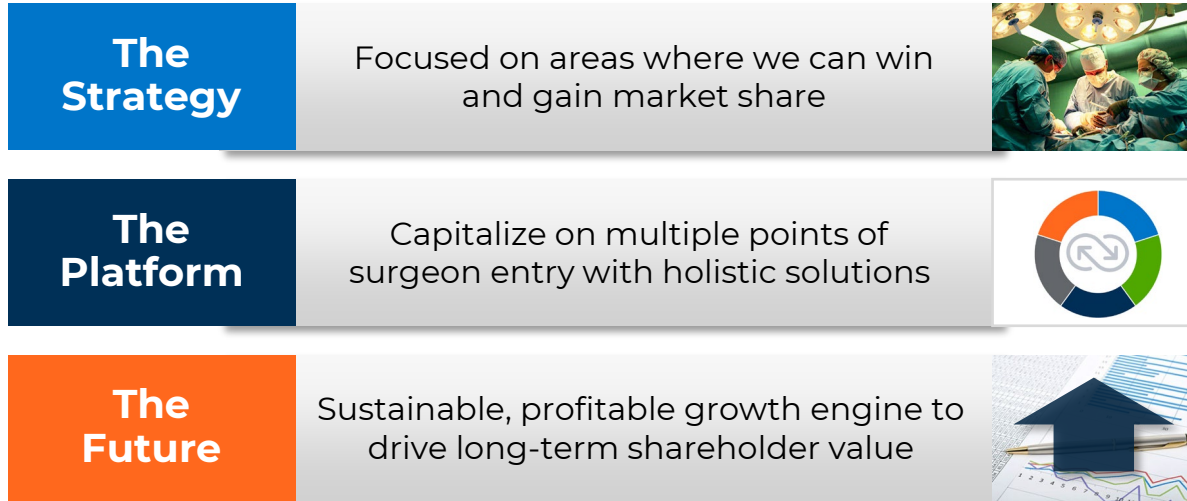 The
Strategy
Focused on areas where we can win
and gain market share
The
Platform
Capitalize on multiple points of
surgeon entry with holistic solutions
The
Future
Sustainable, profitable growth engine to
drive long-term shareholder value